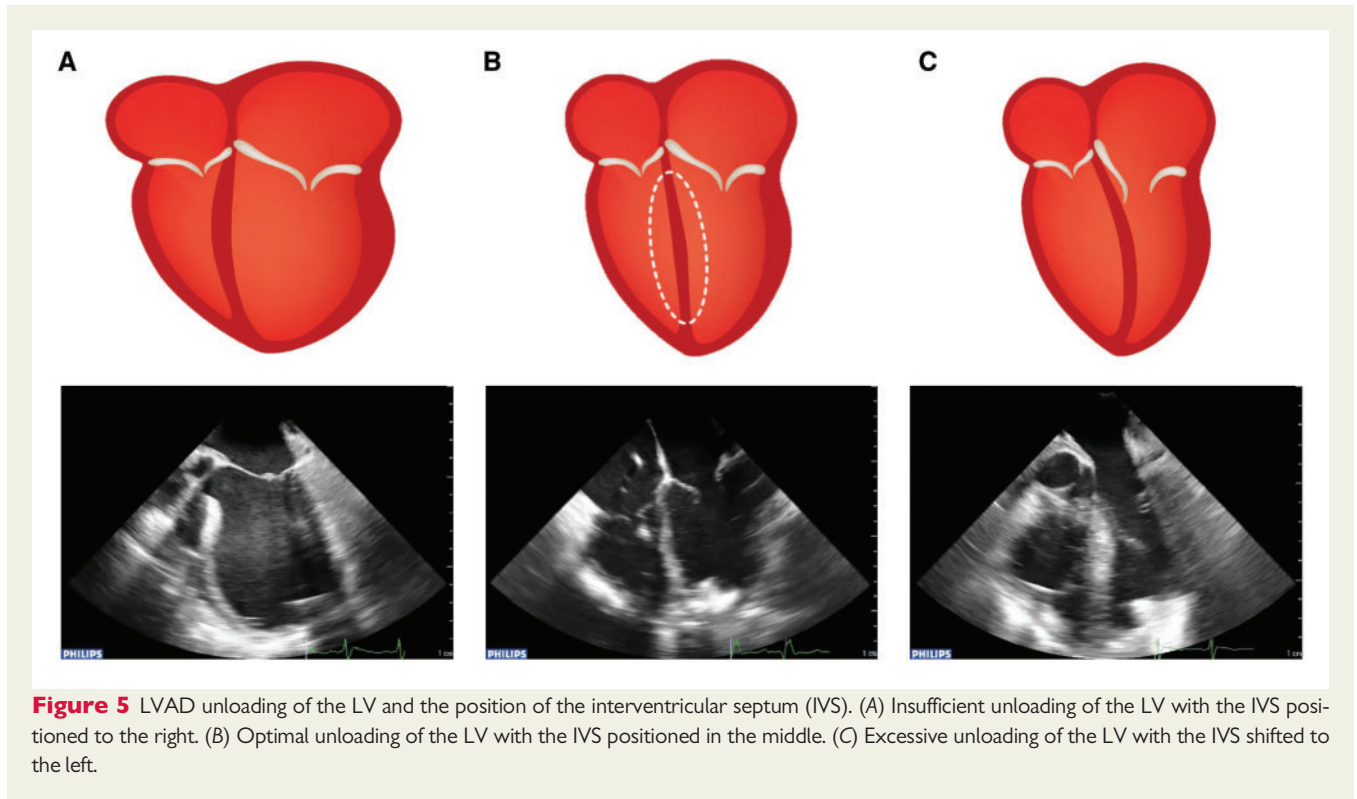 A
B
C
PHILIPS
1 cm
PHILIPS
1 cm
PHILIPS
1 cm
Figure 5 LVAD unloading of the LV and the position of the interventricular septum (IVS). (A) Insufficient unloading of the LV with the IVS posi-
tioned to the right. (B) Optimal unloading of the LV with the IVS positioned in the middle. (C) Excessive unloading of the LV with the IVS shifted to
the left.